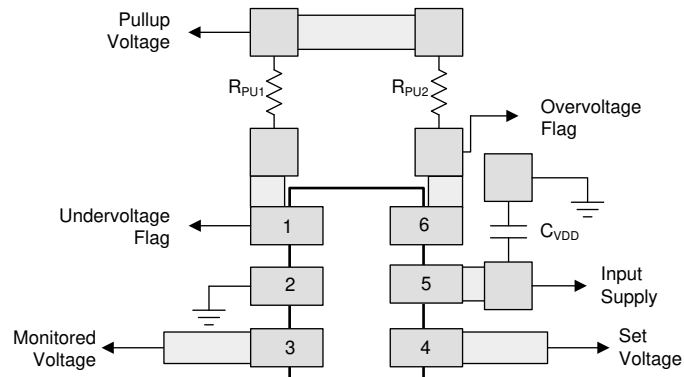 Pullup
Voltage
RPU1
RPU2
Overvoltage
Flag
Undervoltage
Flag
1
6
CVDD
2
5
Input
Supply
Monitored
Voltage
3
4
Set
Voltage